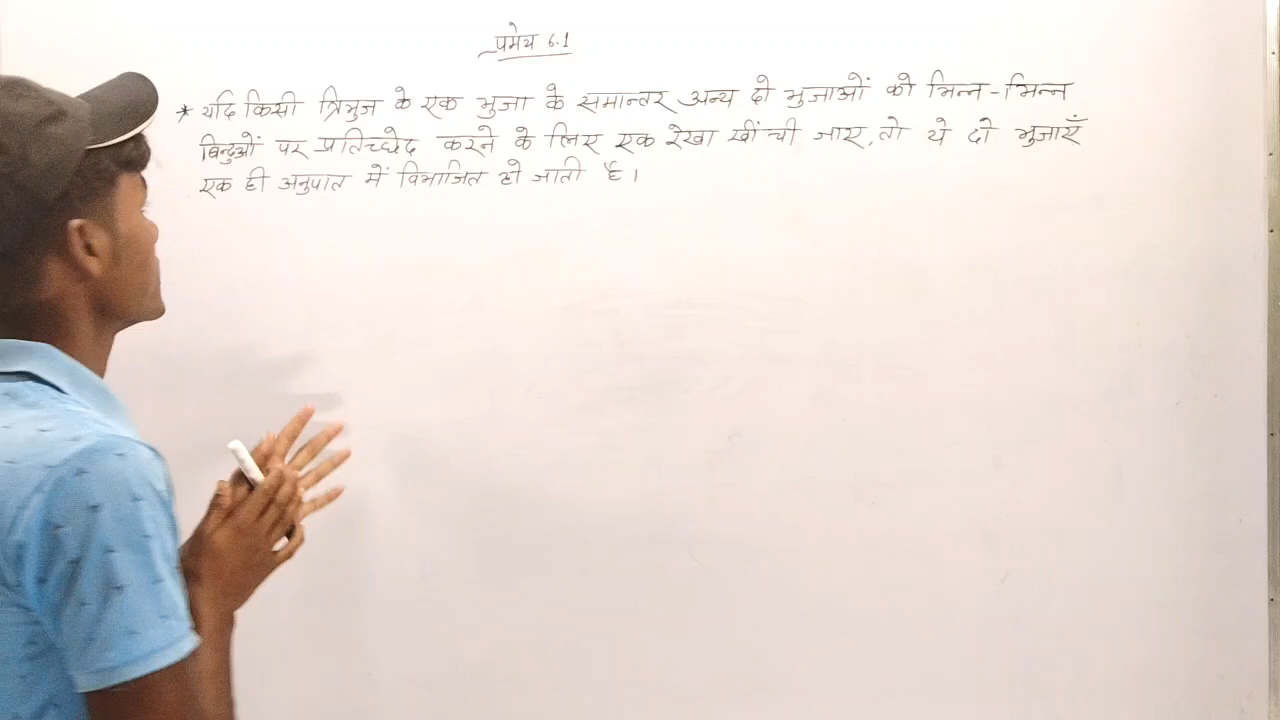 प्रमेय 6.1
* यदि किसी त्रिभुज के एक भुजा के समान्तर अन्य दो भुजाओं को भिन्न-भिन्न
बिन्दुओं पर प्रतिच्छेद करने के लिए एक रेखा खींची जाए, तो ये दो भुजाएँ
एक ही अनुपात में विभाजित हो जाती है।